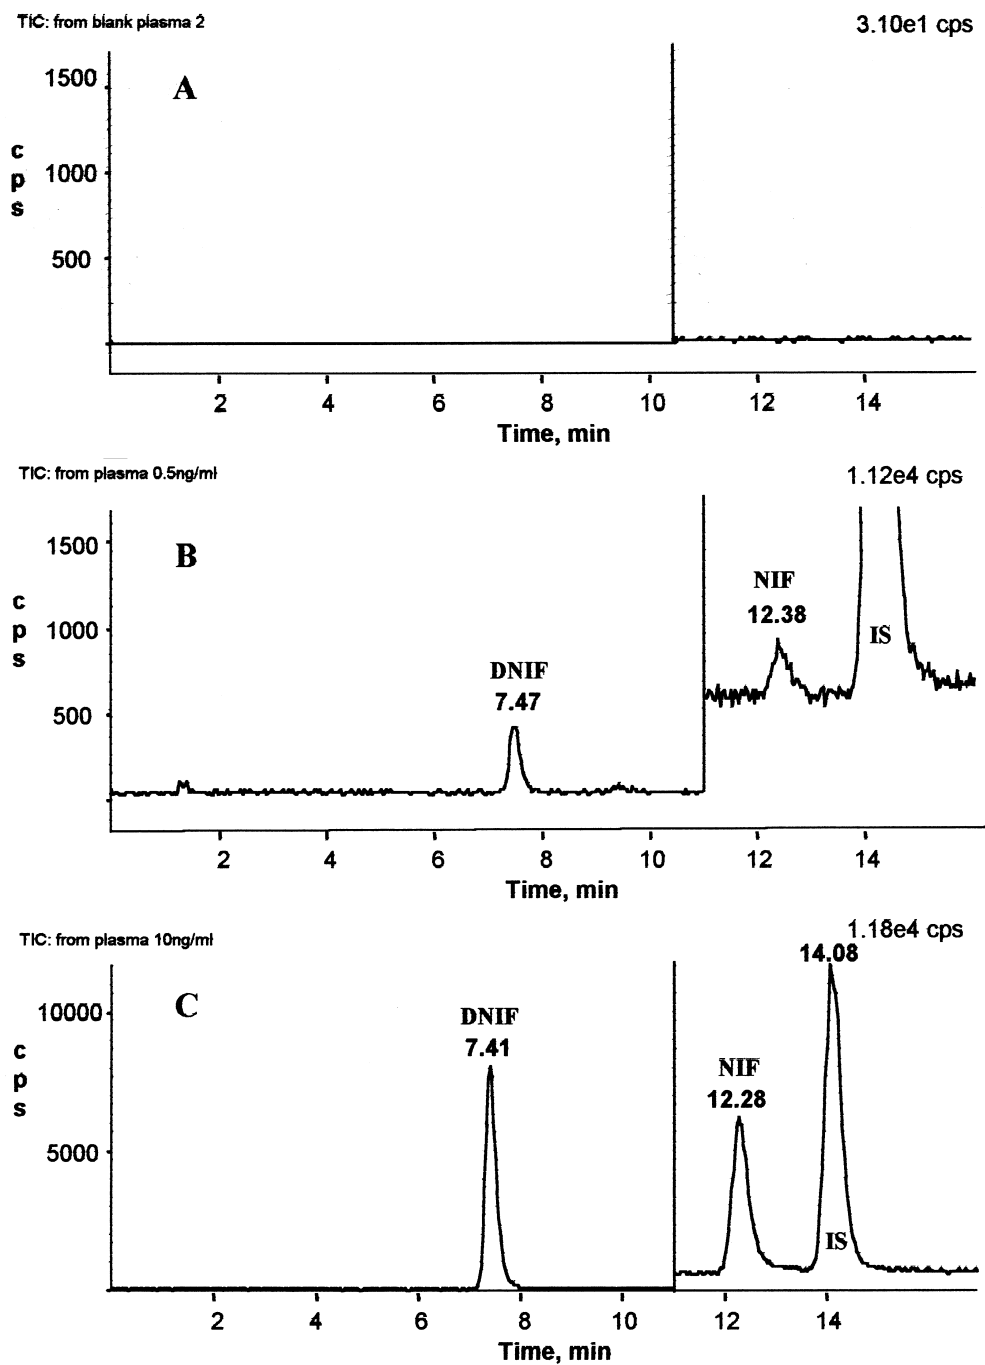 TIC: from blank plasma 2
3.10e1 cps
A
1500
1000
500
c
p
s
2 4 6 8 10 12 14
Time, min
TIC: from plasma 0.5ng/ml
1.12e4 cps
B
1500
1000
500
c
p
s
DNIF
7.47
NIF
12.38
IS
2 4 6 8 10 12 14
Time, min
TIC: from plasma 10ng/ml
1.18e4 cps
C
10000
5000
c
p
s
DNIF
7.41
NIF
12.28
14.08
IS
2 4 6 8 10 12 14
Time, min